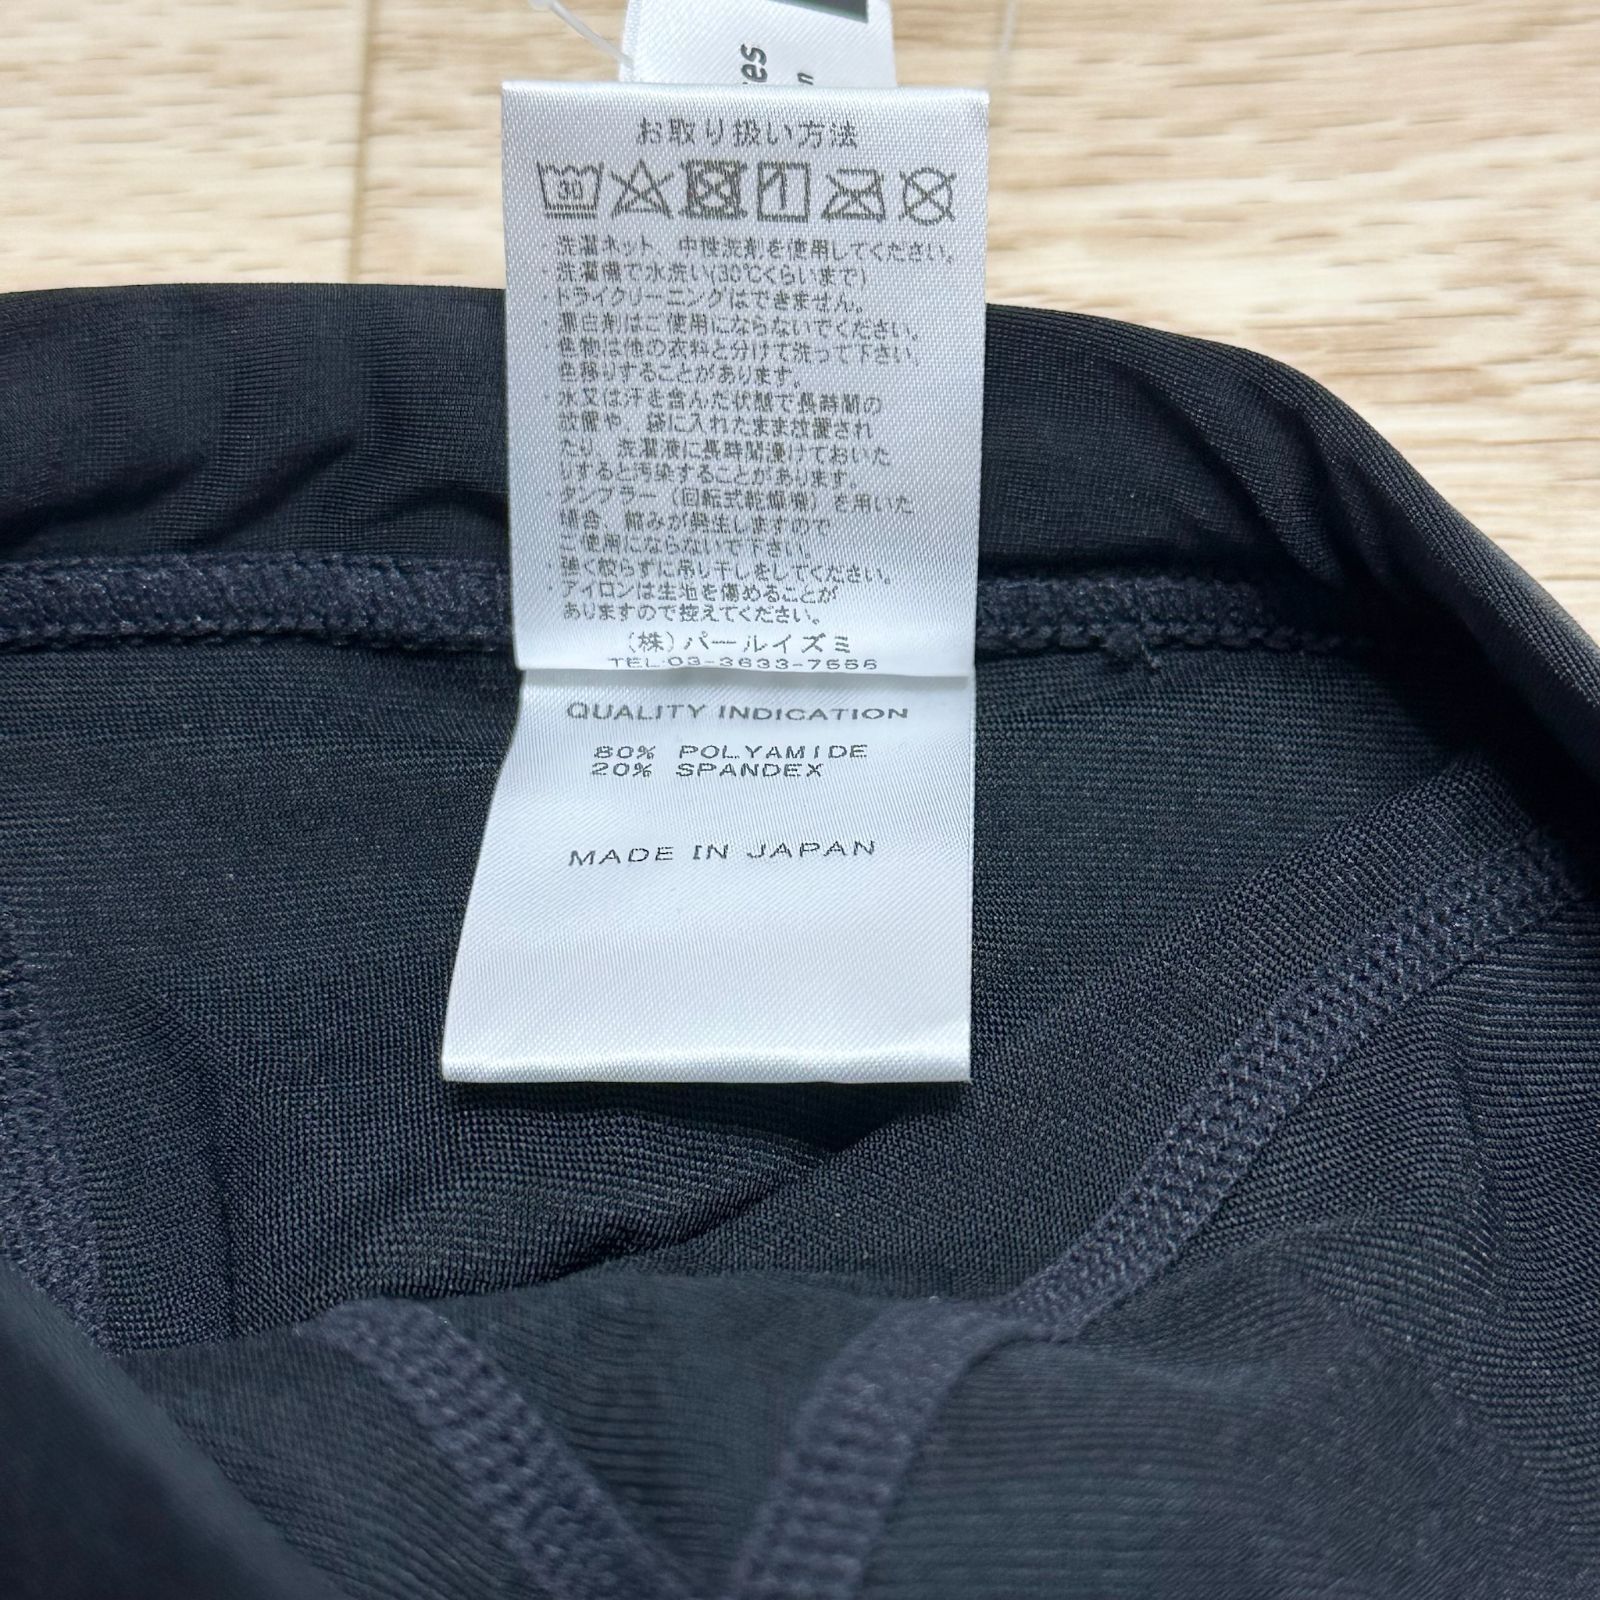 es
n
お取り扱い方法
30
・洗濯ネット、中性洗剤を使用してください。
・洗濯機で水洗い(30℃くらいまで)
・ドライクリーニングはできません。
・漂白剤はご使用にならないでください。
色物は他の衣料と分けて洗って下さい。
色移りすることがあります。
・水又は汗を含んだ状態で長時間の
放置や、袋に入れたまま放置され
たり、洗濯液に長時間漬けておいた
りすると汚染することがあります。
・タンブラー（回転式乾燥機）を用いた
場合、縮みが発生しますので
ご使用にならないで下さい。
・強く絞らずに吊り干しをしてください。
・アイロンは生地を傷めることが
ありますので控えてください。
(株)パールイズミ
TEL:03-3633-7556
QUALITY INDICATION
80% POLYAMIDE
20% SPANDEX
MADE IN JAPAN